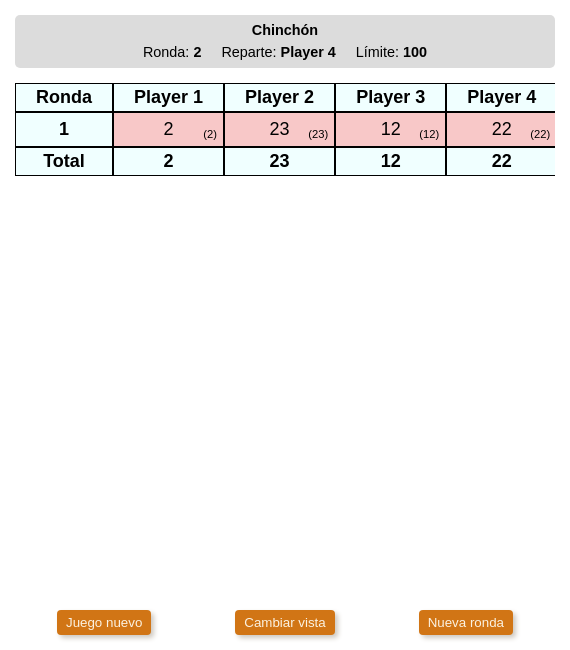 Chinchón
Ronda: 2 Reparte: Player 4 Límite: 100
Ronda Player 1 Player 2 Player 3 Player 4
1 2 (2) 23 (23) 12 (12) 22 (22)
Total 2 23 12 22
Juego nuevo Cambiar vista Nueva ronda